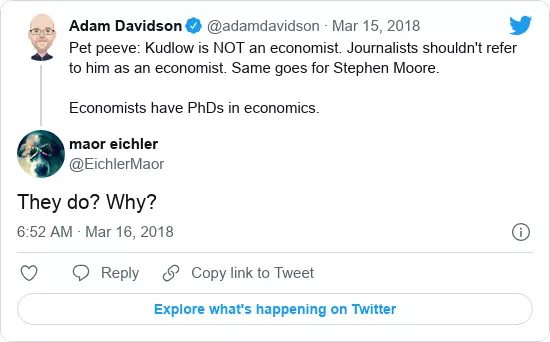 Adam Davidson @adamdavidson · Mar 15, 2018
Pet peeve: Kudlow is NOT an economist. Journalists shouldn't refer
to him as an economist. Same goes for Stephen Moore.
Economists have PhDs in economics.
maor eichler
@EichlerMaor
They do? Why?
6:52 AM · Mar 16, 2018
Reply Copy link to Tweet
Explore what's happening on Twitter